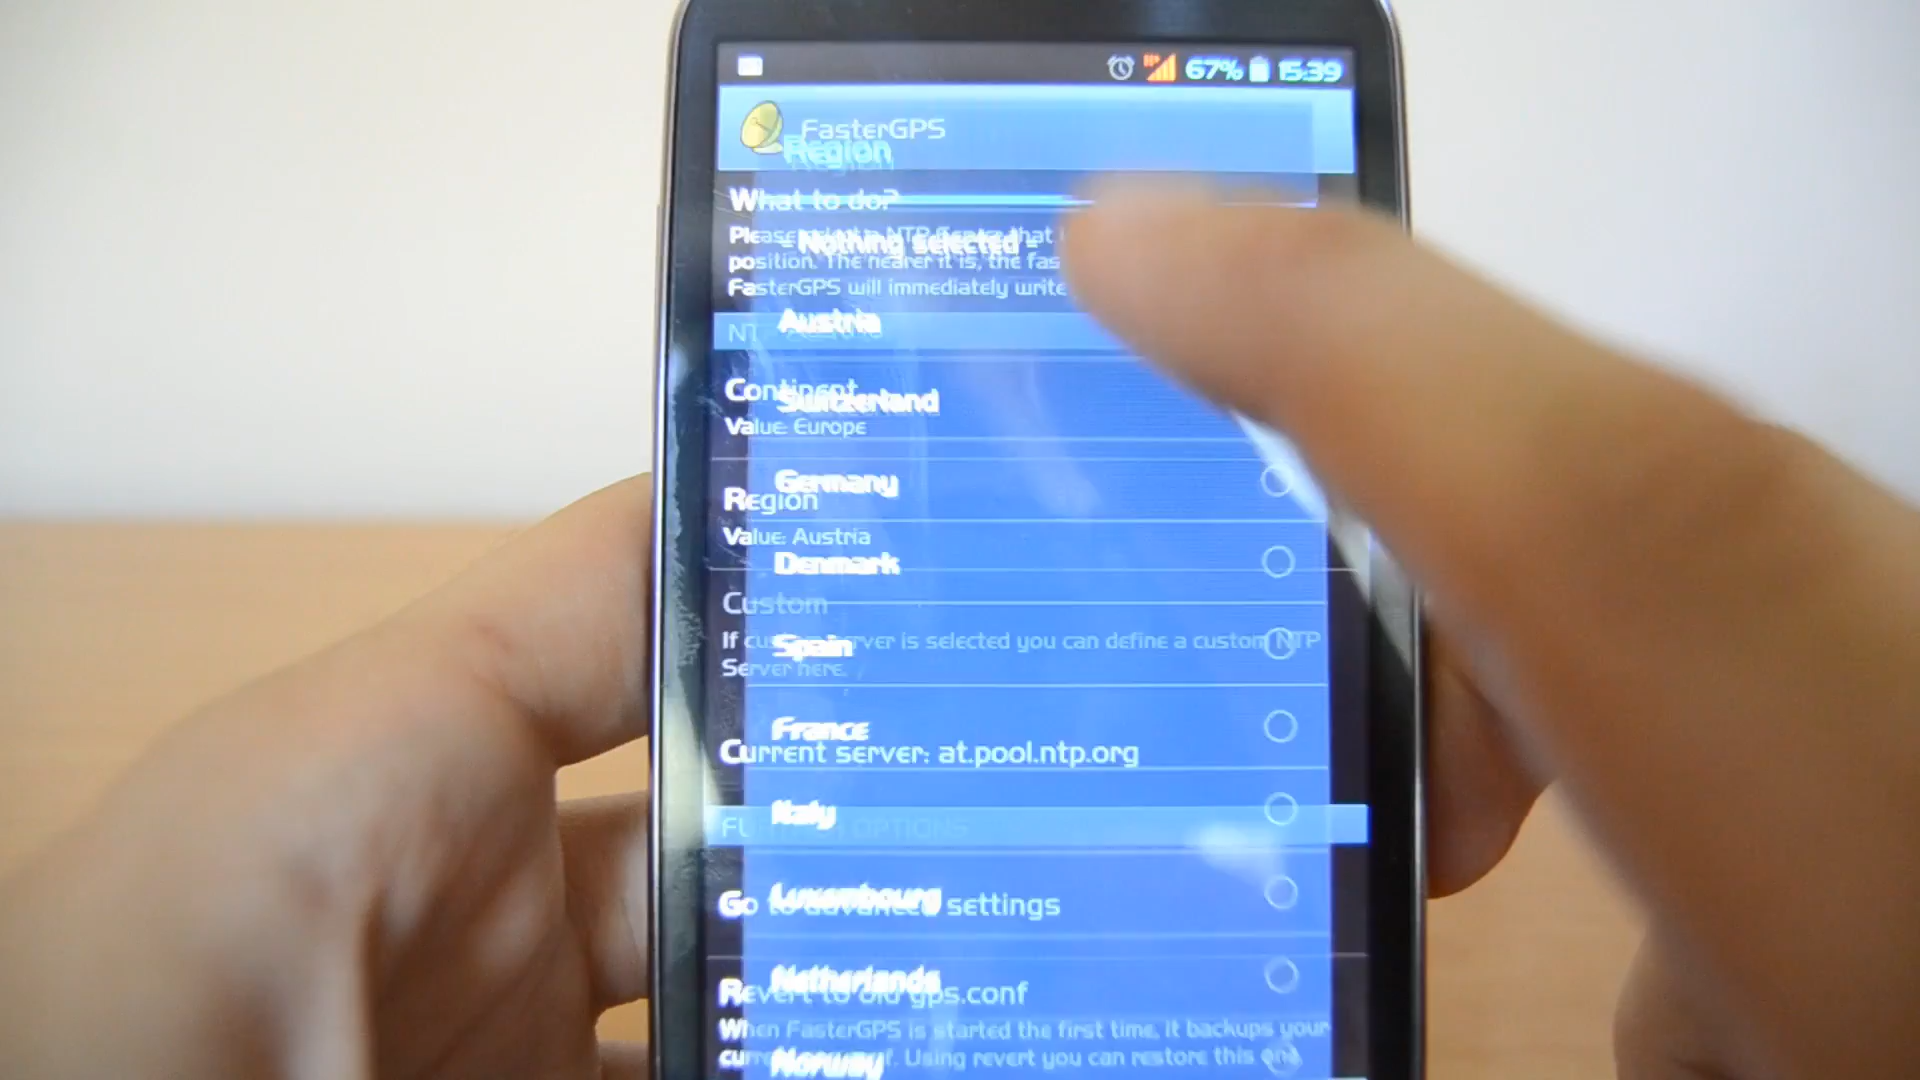 67% 15:39
FasterGPS
Region
What to do?
Please select a NTP Server that
- Nothing selected -
position. The nearer it is, the fas
FasterGPS will immediately write
Austria
Continent
Switzerland
Value: Europe
Germany
Region
Value: Austria
Denmark
Custom
If custom server is selected you can define a custom NTP
Spain
Server here.
France
Current server: at.pool.ntp.org
Italy
FURTHER OPTIONS
Luxembourg
Go to advanced settings
Netherlands
Revert to old gps.conf
When FasterGPS is started the first time, it backups your
Norway
current gps.conf. Using revert you can restore this one.